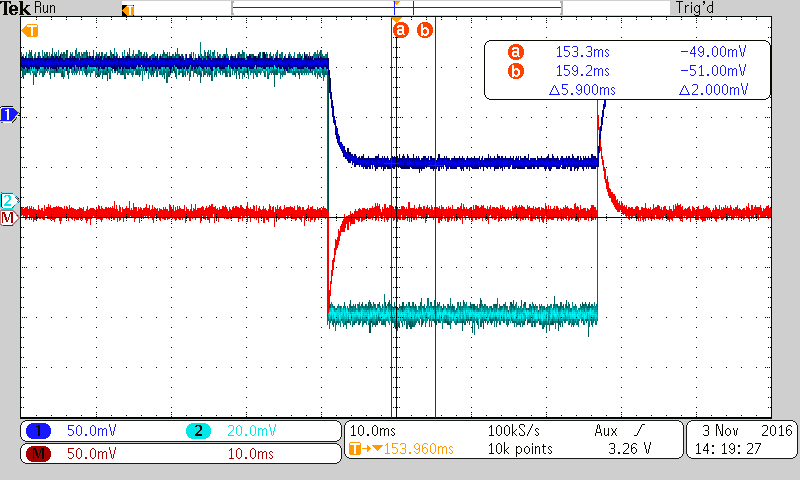 Tek Run T Trig'd
T a b
a 153.3ms −49.00mV
b 159.2ms −51.00mV
△5.900ms △2.000mV
1
2
M
1 50.0mV 2 20.0mV 10.0ms 100kS/s Aux 3 Nov 2016
M 50.0mV 10.0ms T→▼153.960ms 10k points 3.26 V 14:19:27